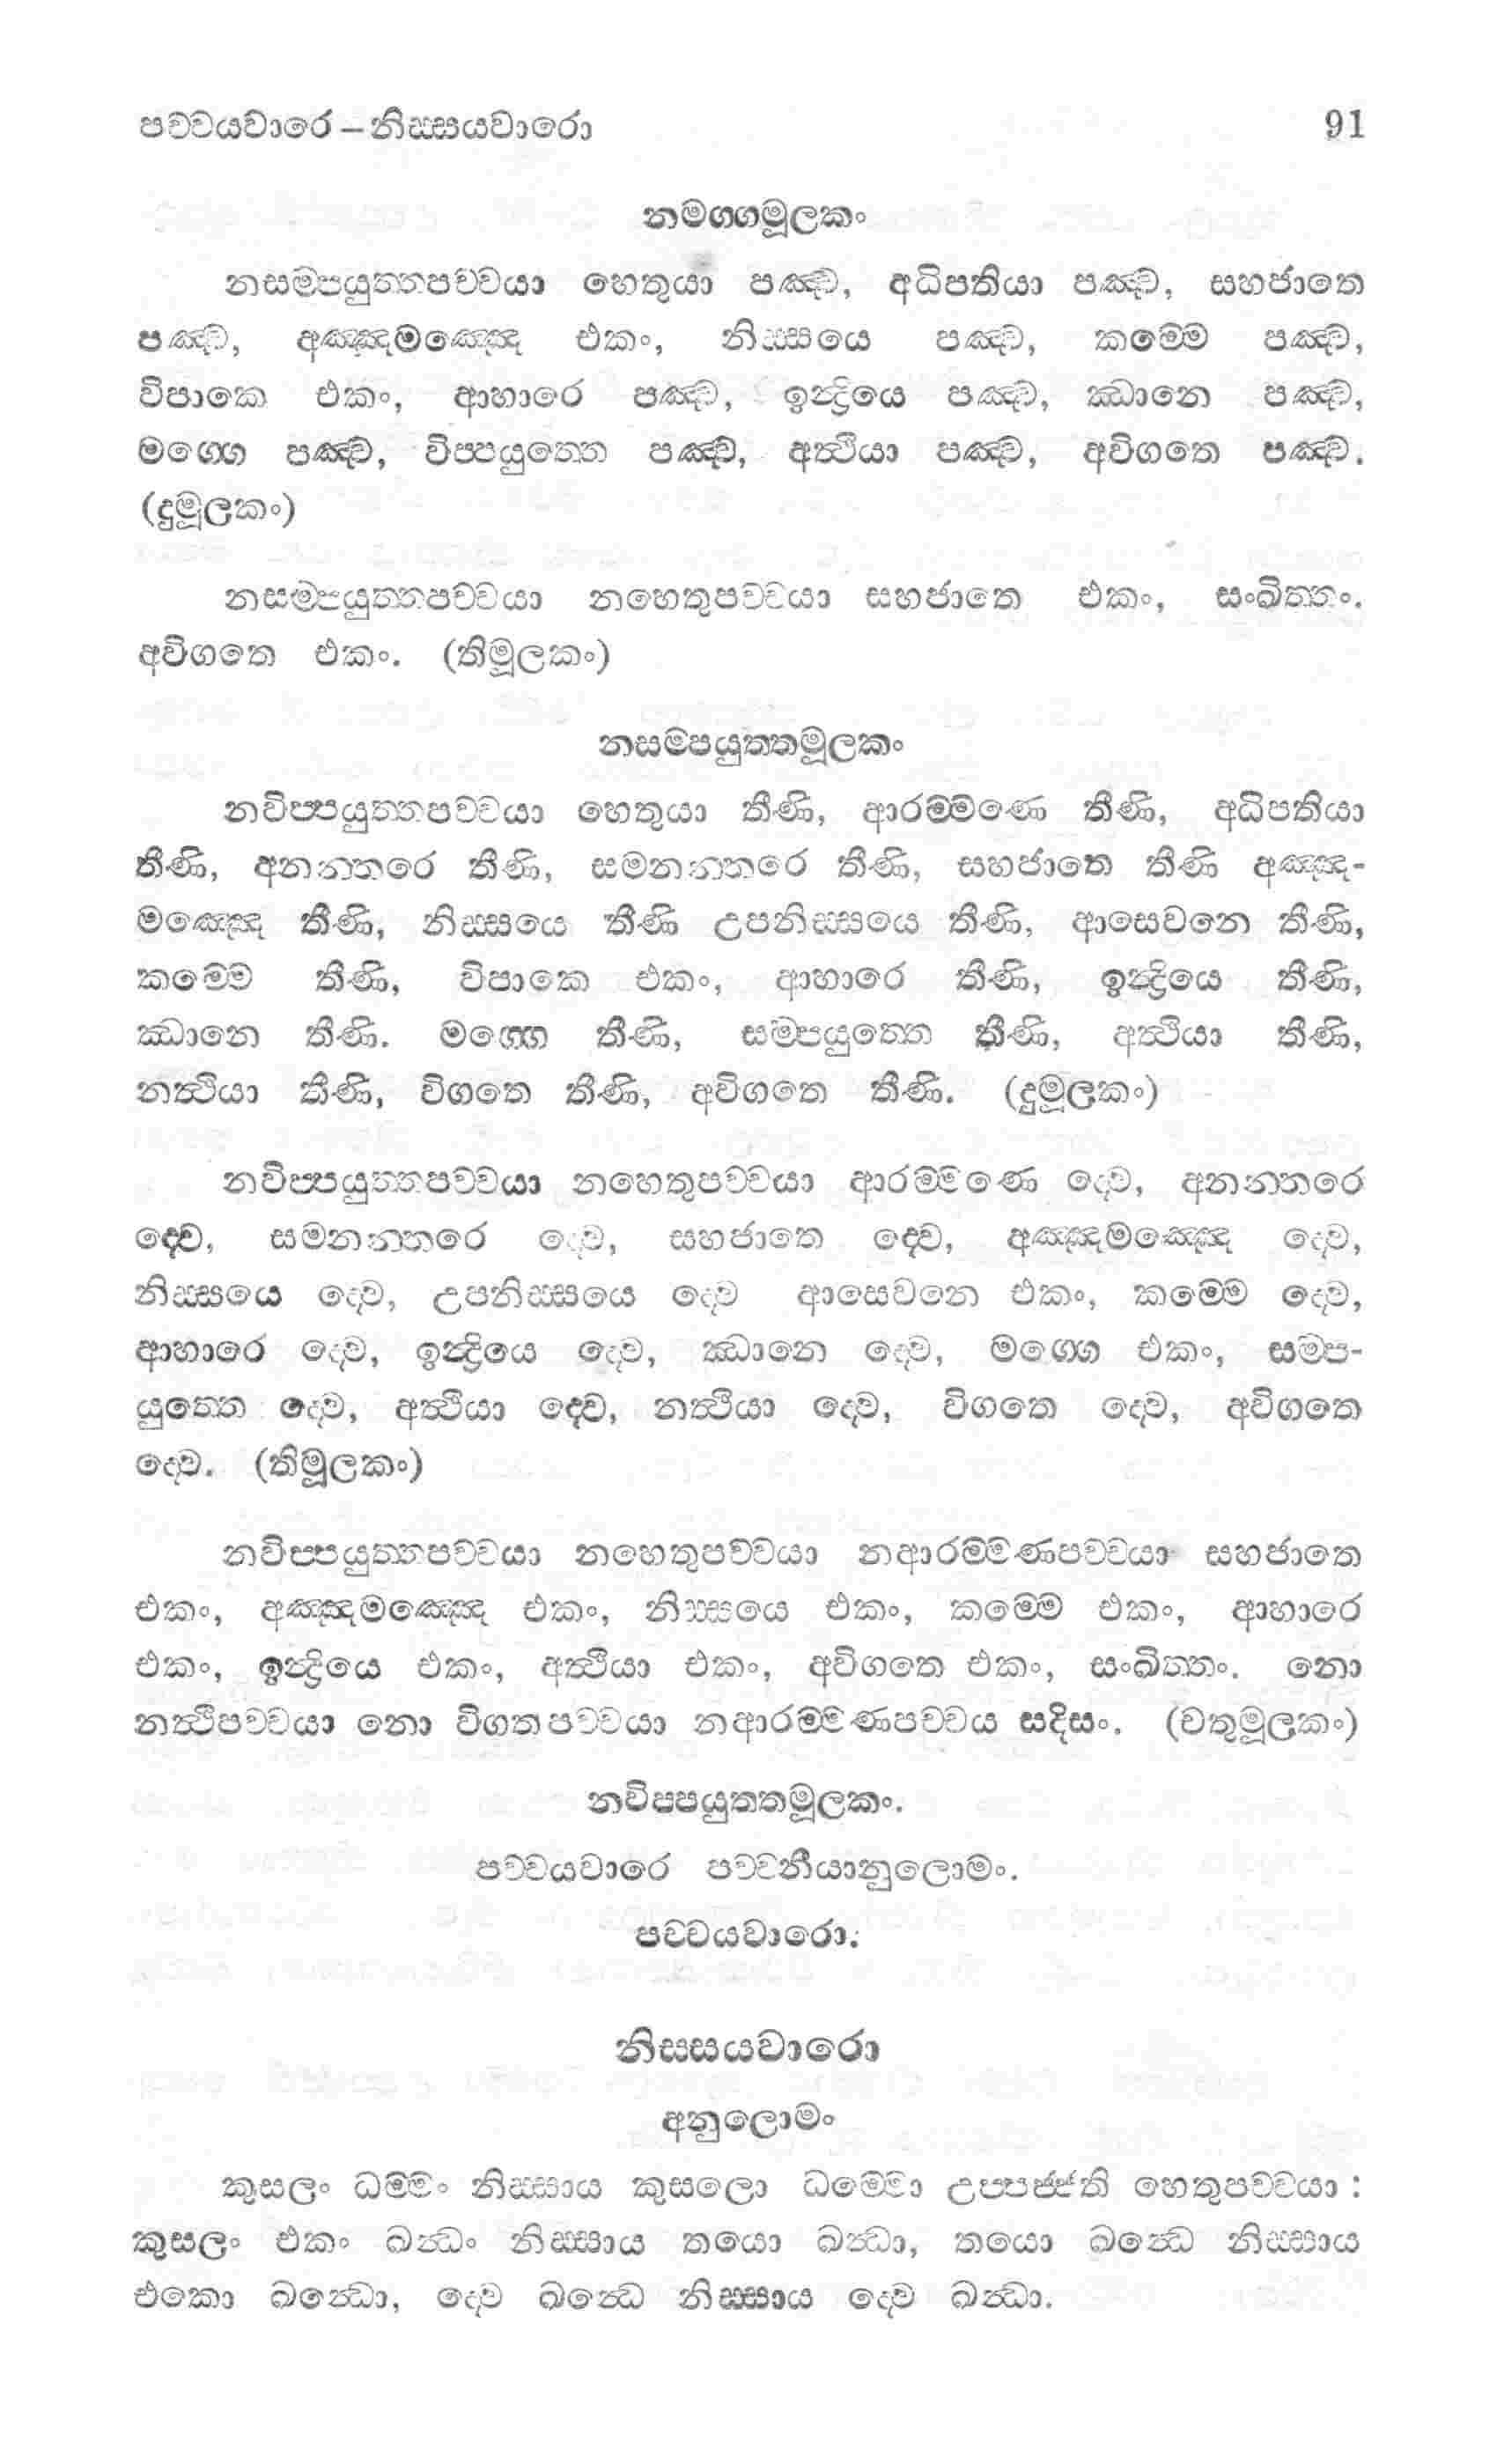 පච්චයවාරෙ – නිස්සයවාරො 91
නමග්ගමූලකං
නසම්පයුත්තපච්චයා හෙතුයා පඤ්ච, අධිපතියා පඤ්ච, සහජාතෙ
පඤ්ච, අඤ්ඤමඤ්ඤෙ එකං, නිස්සයෙ පඤ්ච, කම්මෙ පඤ්ච,
විපාකෙ එකං, ආහාරෙ පඤ්ච, ඉන්ද්‍රියෙ පඤ්ච, ඣානෙ පඤ්ච,
මග්ගෙ පඤ්ච, විප්පයුත්තෙ පඤ්ච, අත්ථියා පඤ්ච, අවිගතෙ පඤ්ච.
(දුමූලකං)
නසම්පයුත්තපච්චයා නහෙතුපච්චයා සහජාතෙ එකං, සංඛිත්තං.
අවිගතෙ එකං. (තිමූලකං)
නසම්පයුත්තමූලකං
නවිප්පයුත්තපච්චයා හෙතුයා තීණි, ආරම්මණෙ තීණි, අධිපතියා
තීණි, අනන්තරෙ තීණි, සමනන්තරෙ තීණි, සහජාතෙ තීණි අඤ්ඤ-
මඤ්ඤෙ තීණි, නිස්සයෙ තීණි උපනිස්සයෙ තීණි, ආසෙවනෙ තීණි,
කම්මෙ තීණි, විපාකෙ එකං, ආහාරෙ තීණි, ඉන්ද්‍රියෙ තීණි,
ඣානෙ තීණි. මග්ගෙ තීණි, සම්පයුත්තෙ තීණි, අත්ථියා තීණි,
නත්ථියා තීණි, විගතෙ තීණි, අවිගතෙ තීණි. (දුමූලකං)
නවිප්පයුත්තපච්චයා නහෙතුපච්චයා ආරම්මණෙ ද්වෙ, අනන්තරෙ
ද්වෙ, සමනන්තරෙ ද්වෙ, සහජාතෙ ද්වෙ, අඤ්ඤමඤ්ඤෙ ද්වෙ,
නිස්සයෙ ද්වෙ, උපනිස්සයෙ ද්වෙ ආසෙවනෙ එකං, කම්මෙ ද්වෙ,
ආහාරෙ ද්වෙ, ඉන්ද්‍රියෙ ද්වෙ, ඣානෙ ද්වෙ, මග්ගෙ එකං, සම්ප-
යුත්තෙ ද්වෙ, අත්ථියා ද්වෙ, නත්ථියා ද්වෙ, විගතෙ ද්වෙ, අවිගතෙ
ද්වෙ. (තිමූලකං)
නවිප්පයුත්තපච්චයා නහෙතුපච්චයා නආරම්මණපච්චයා සහජාතෙ
එකං, අඤ්ඤමඤ්ඤෙ එකං, නිස්සයෙ එකං, කම්මෙ එකං, ආහාරෙ
එකං, ඉන්ද්‍රියෙ එකං, අත්ථියා එකං, අවිගතෙ එකං, සංඛිත්තං. නො
නත්ථිපච්චයා නො විගතපච්චයා නආරම්මණපච්චය සදිසං. (චතුමූලකං)
නවිප්පයුත්තමූලකං.
පච්චයවාරෙ පච්චනීයානුලොමං.
පච්චයවාරො.
නිස්සයවාරො
අනුලොමං
කුසලං ධම්මං නිස්සාය කුසලො ධම්මො උප්පජ්ජති හෙතුපච්චයා :
කුසලං එකං ඛන්ධං නිස්සාය තයො ඛන්ධා, තයො ඛන්ධෙ නිස්සාය
එකො ඛන්ධො, ද්වෙ ඛන්ධෙ නිස්සාය ද්වෙ ඛන්ධා.